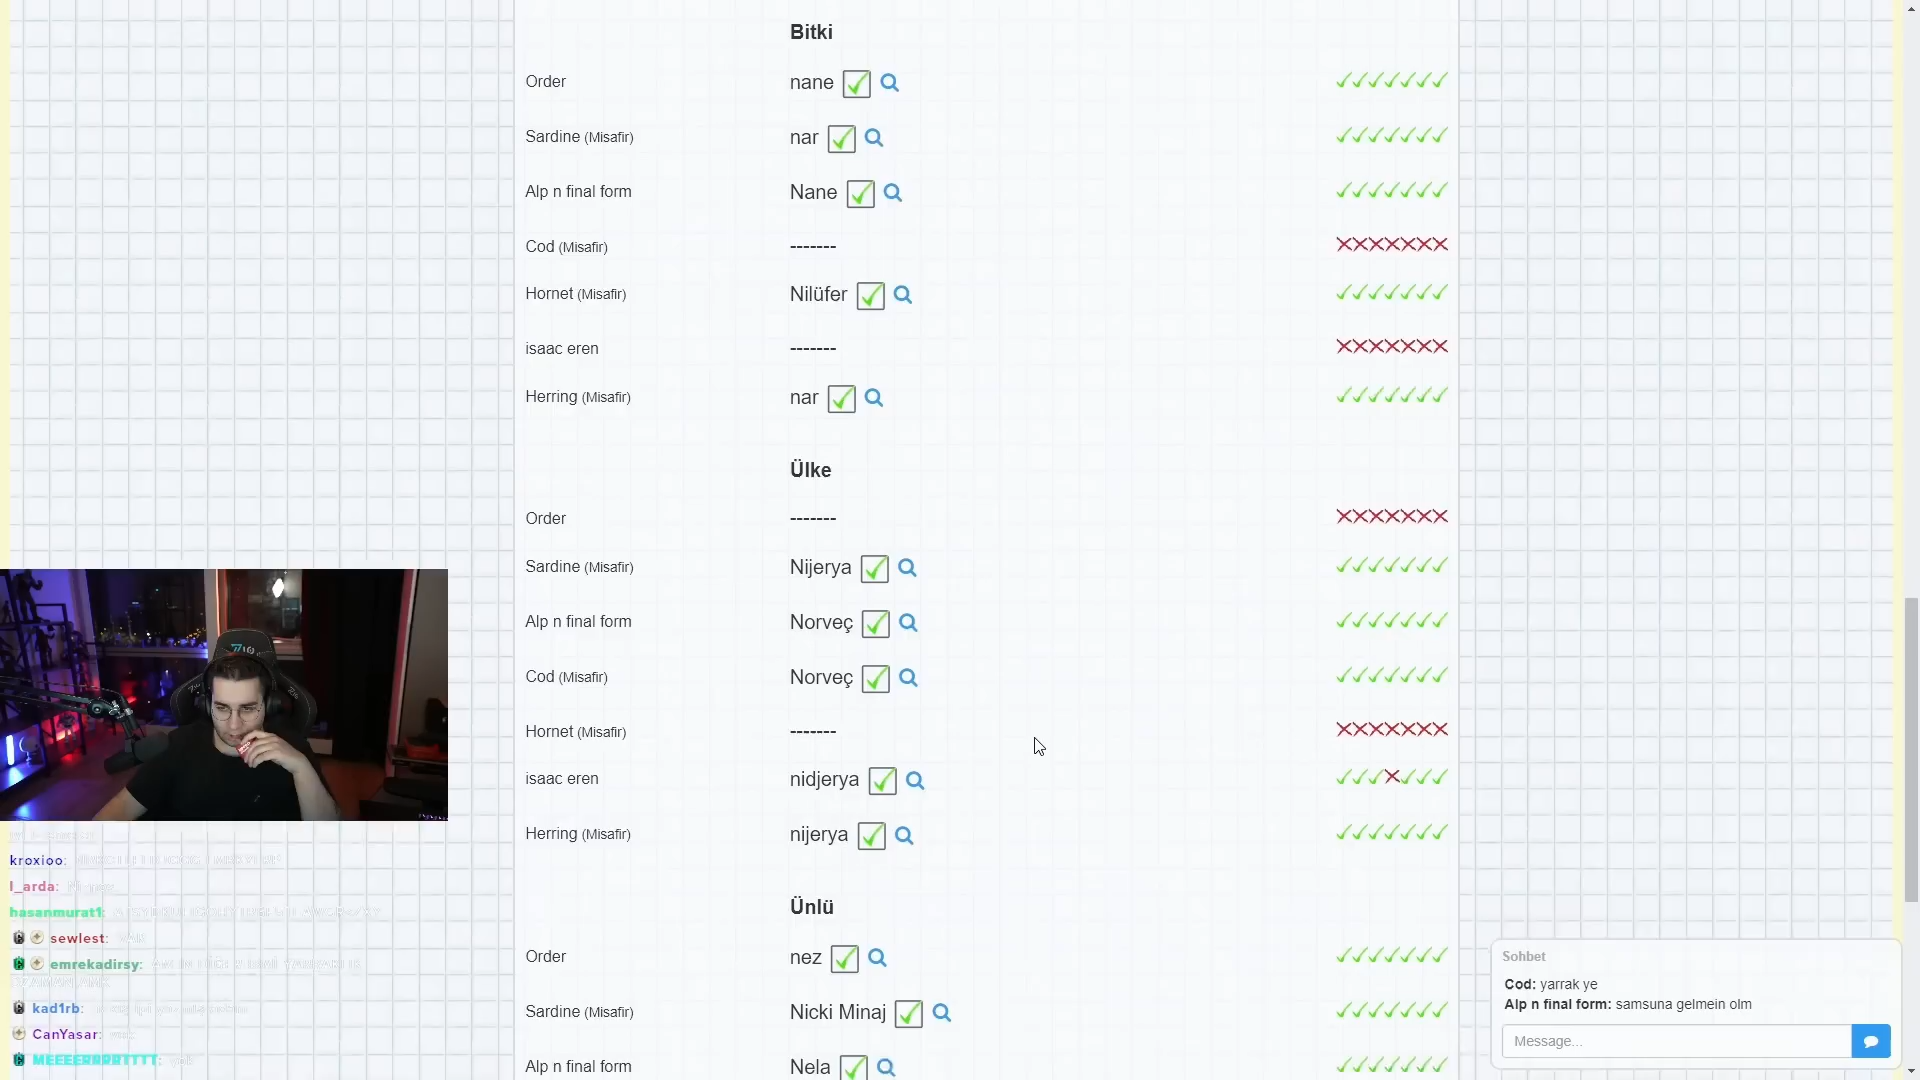 Bitki
Order nane
Sardine (Misafir) nar
Alp n final form Nane
Cod (Misafir) -------
Hornet (Misafir) Nilüfer
isaac eren -------
Herring (Misafir) nar
Ülke
Order -------
Sardine (Misafir) Nijerya
Alp n final form Norveç
Cod (Misafir) Norveç
Hornet (Misafir) -------
isaac eren nidjerya
Herring (Misafir) nijerya
Ünlü
Order nez
Sardine (Misafir) Nicki Minaj
Alp n final form Nela
kroxioo:
l_arda:
hasanmurat1:
sewlest:
emrekadirsy:
kad1rb:
CanYasar:
MEEEERRRRTTTT:
Sohbet
Cod: yarrak ye
Alp n final form: samsuna gelmein olm
Message...